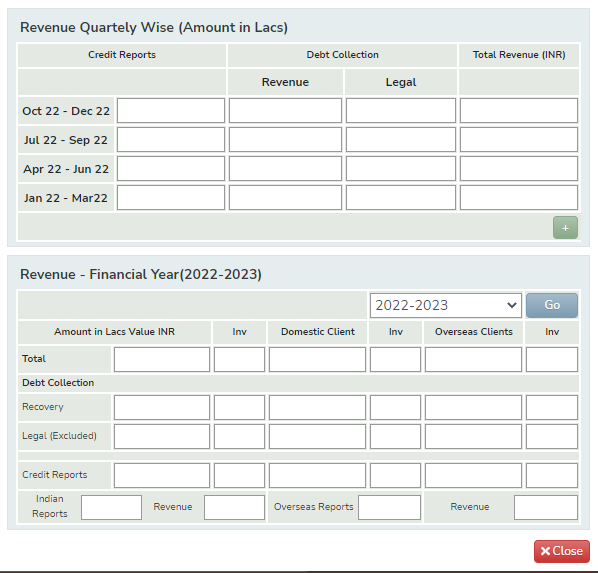 Revenue Quartely Wise (Amount in Lacs)
Credit Reports Debt Collection Total Revenue (INR)
Revenue Legal
Oct 22 - Dec 22
Jul 22 - Sep 22
Apr 22 - Jun 22
Jan 22 - Mar22
+
Revenue - Financial Year(2022-2023)
2022-2023 Go
Amount in Lacs Value INR Inv Domestic Client Inv Overseas Clients Inv
Total
Debt Collection
Recovery
Legal (Excluded)
Credit Reports
Indian Reports Revenue Overseas Reports Revenue
Close